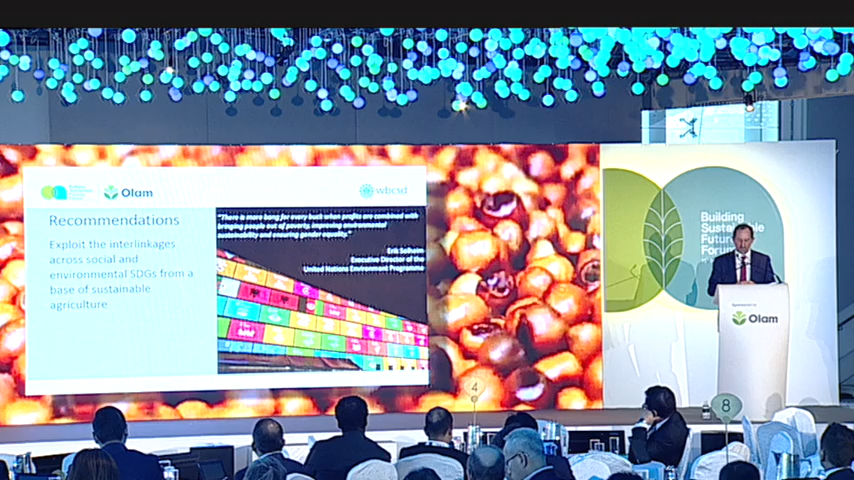 Olam
wbcsd
Recommendations
Exploit the interlinkages
across social and
environmental SDGs from a
base of sustainable
agriculture
"There is more bang for every buck when profits are combined with
bringing people out of poverty, improving environmental
and ensuring gender equality."
Erik Solheim
Executive Director of the
United Nations Environment Programme
Building
Sustainable
Future
Forum
Olam
4
8